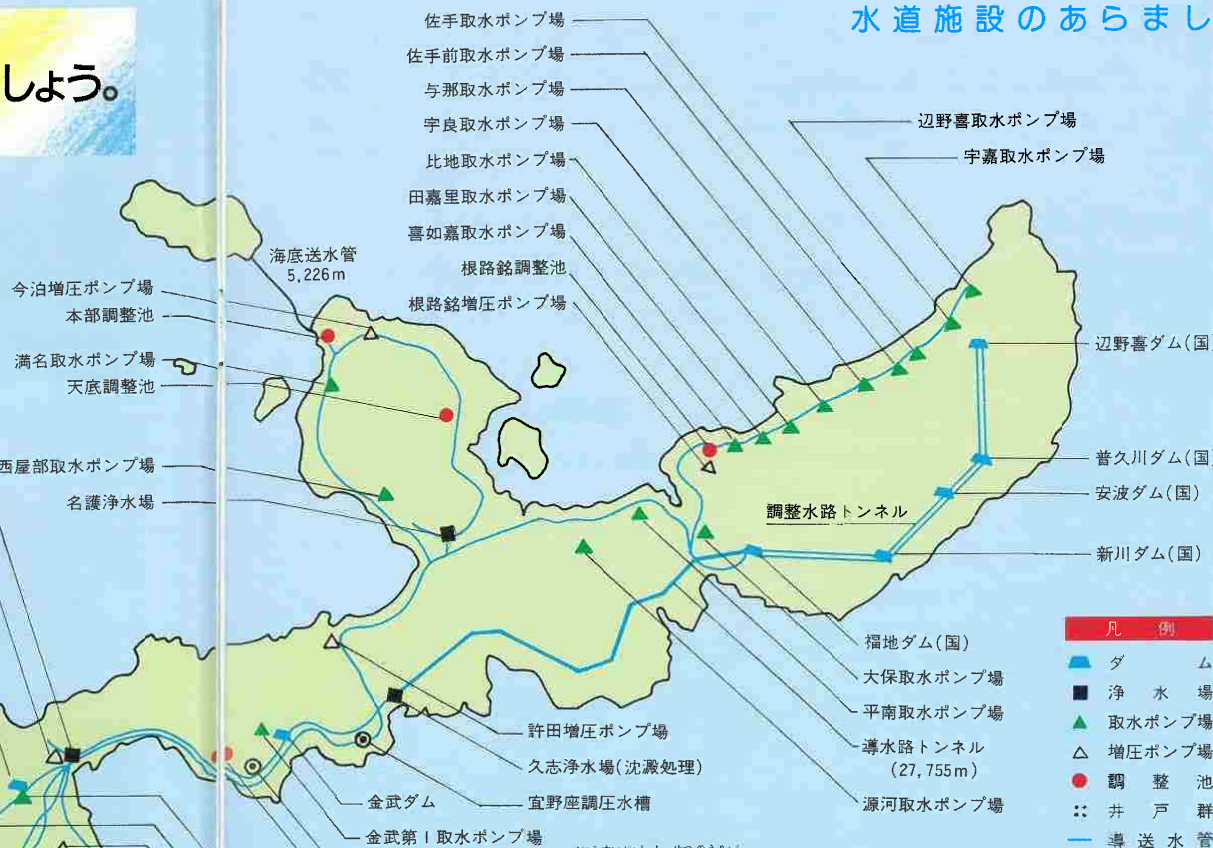 水道施設のあらまし
しょう。
佐手取水ポンプ場
佐手前取水ポンプ場
与那取水ポンプ場
宇良取水ポンプ場
比地取水ポンプ場
田嘉里取水ポンプ場
喜如嘉取水ポンプ場
根路銘調整池
根路銘増圧ポンプ場
辺野喜取水ポンプ場
宇嘉取水ポンプ場
海底送水管
5,226m
今泊増圧ポンプ場
本部調整池
満名取水ポンプ場
天底調整池
西屋部取水ポンプ場
名護浄水場
辺野喜ダム(国)
普久川ダム(国)
安波ダム(国)
調整水路トンネル
新川ダム(国)
福地ダム(国)
大保取水ポンプ場
平南取水ポンプ場
導水路トンネル
(27,755m)
源河取水ポンプ場
許田増圧ポンプ場
久志浄水場(沈澱処理)
宜野座調圧水槽
金武ダム
金武第1取水ポンプ場
凡例
ダム
浄水場
取水ポンプ場
増圧ポンプ場
調整池
井戸群
導送水管